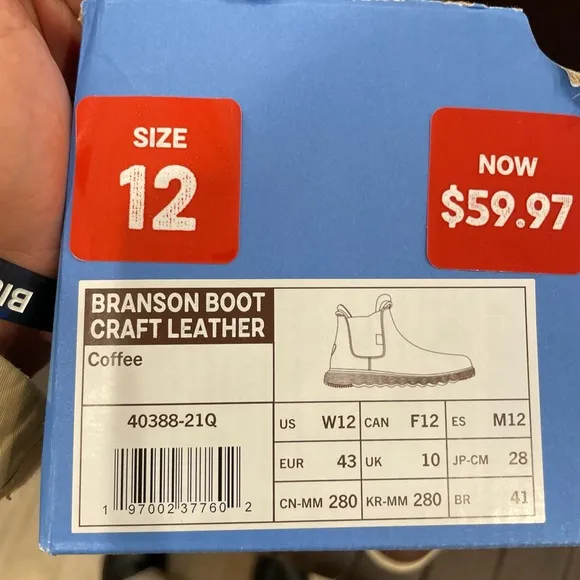 SIZE
12
NOW
$59.97
BRANSON BOOT
CRAFT LEATHER
Coffee
40388-21Q
1 97002 37760 2
US W12 CAN F12 ES M12
EUR 43 UK 10 JP-CM 28
CN-MM 280 KR-MM 280 BR 41